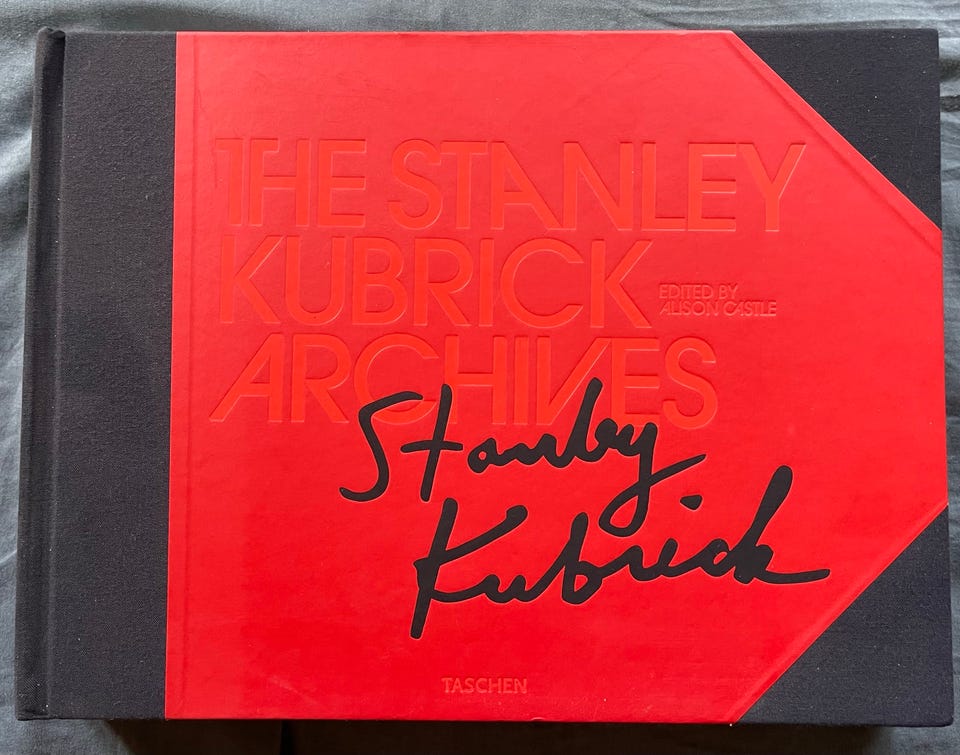 THE STANLEY
KUBRICK
EDITED BY
ALISON CASTLE
ARCHIVES
Stanley
Kubrick
TASCHEN